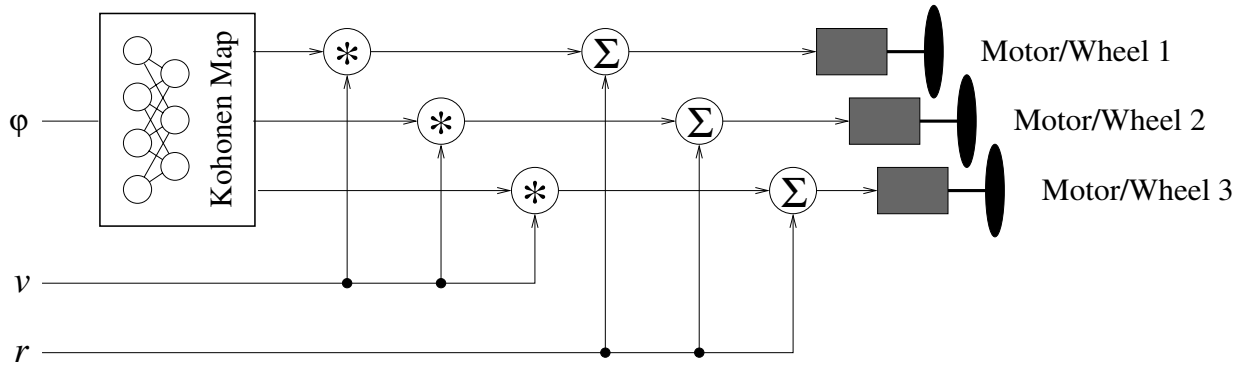 φ
v
r
Kohonen Map
*
*
*
Σ
Σ
Σ
Motor/Wheel 1
Motor/Wheel 2
Motor/Wheel 3